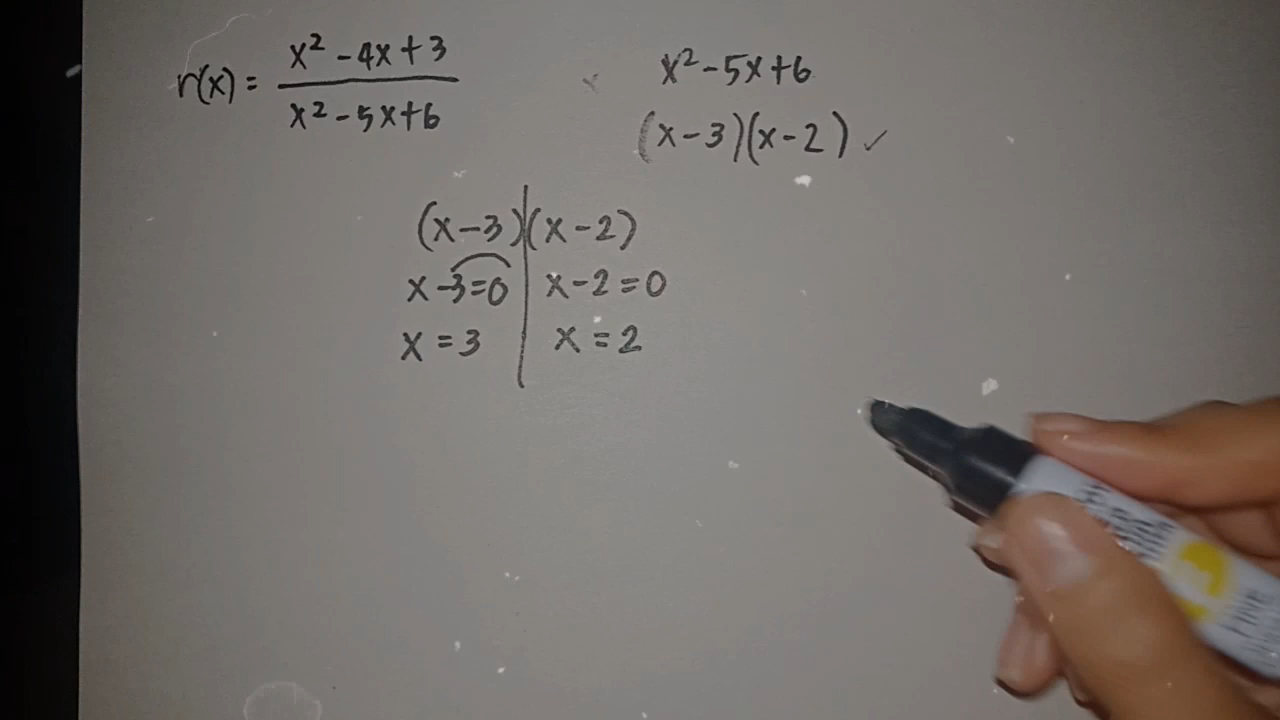 r(x) = x² - 4x + 3 / x² - 5x + 6
x² - 5x + 6
(x - 3)(x - 2) ✓
(x - 3) | (x - 2)
x - 3 = 0 | x - 2 = 0
x = 3 | x = 2